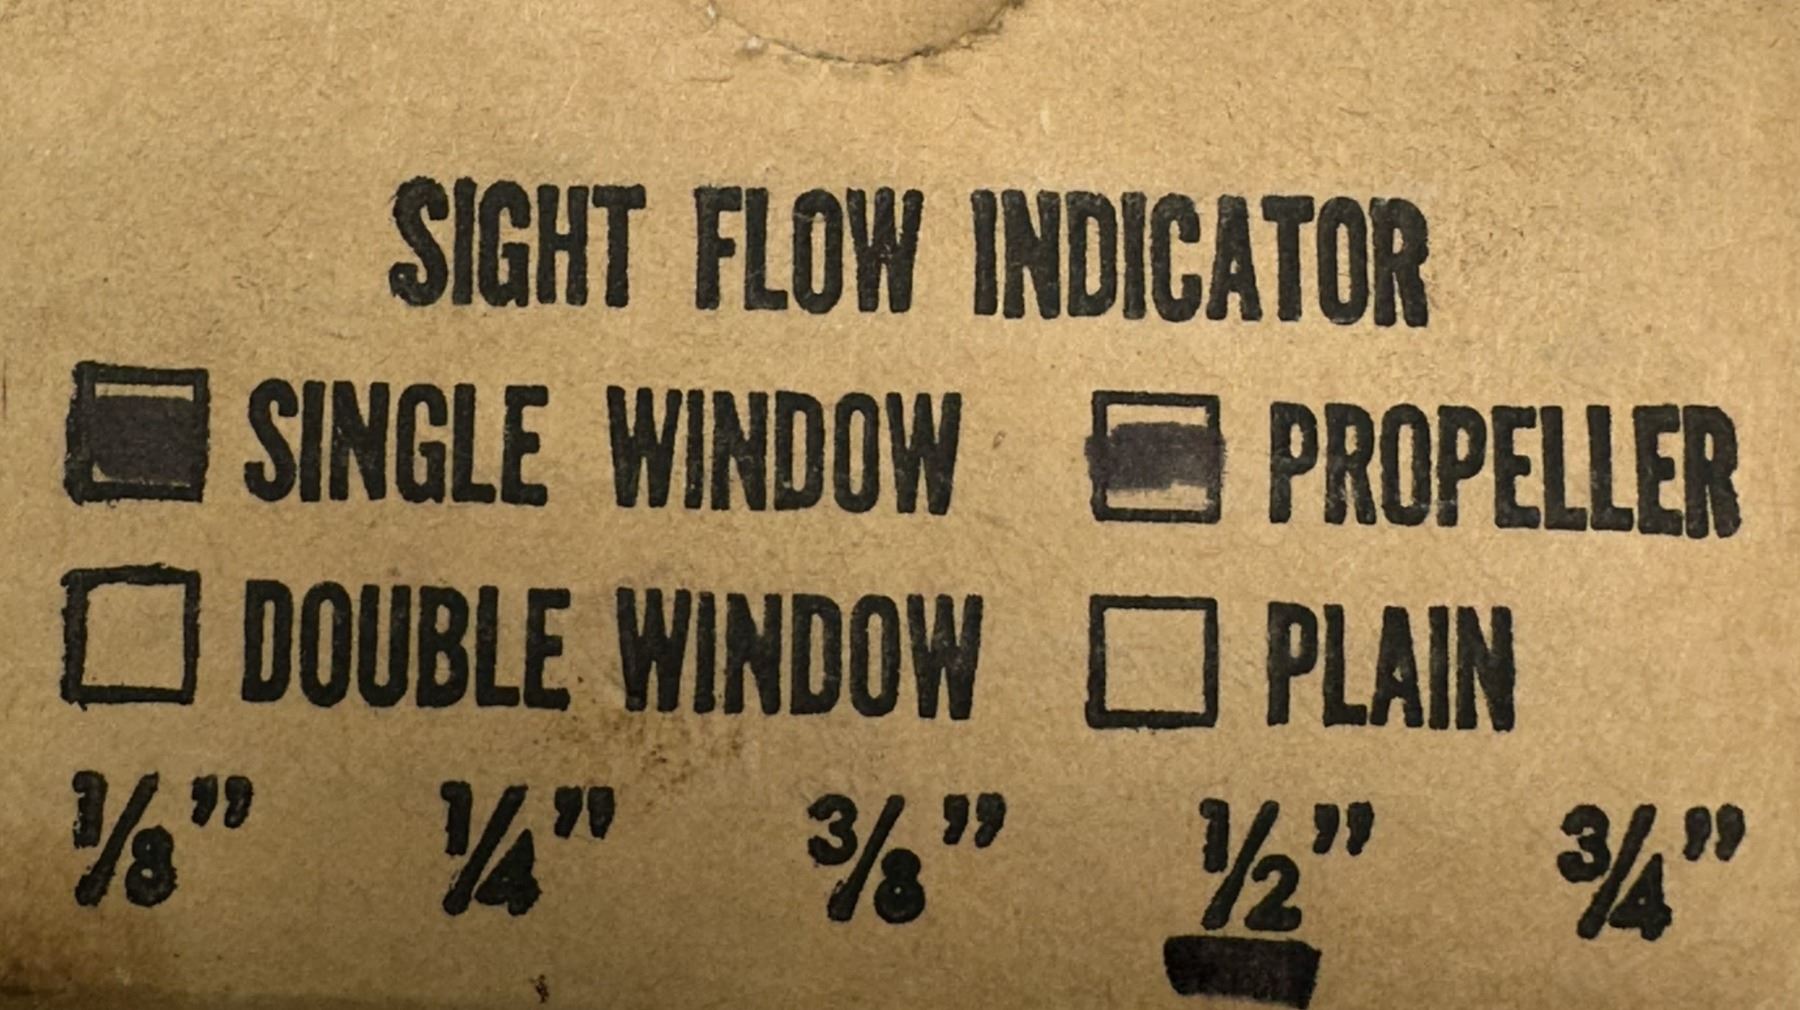 SIGHT FLOW INDICATOR
SINGLE WINDOW PROPELLER
DOUBLE WINDOW PLAIN
1/8” 1/4” 3/8” 1/2” 3/4”